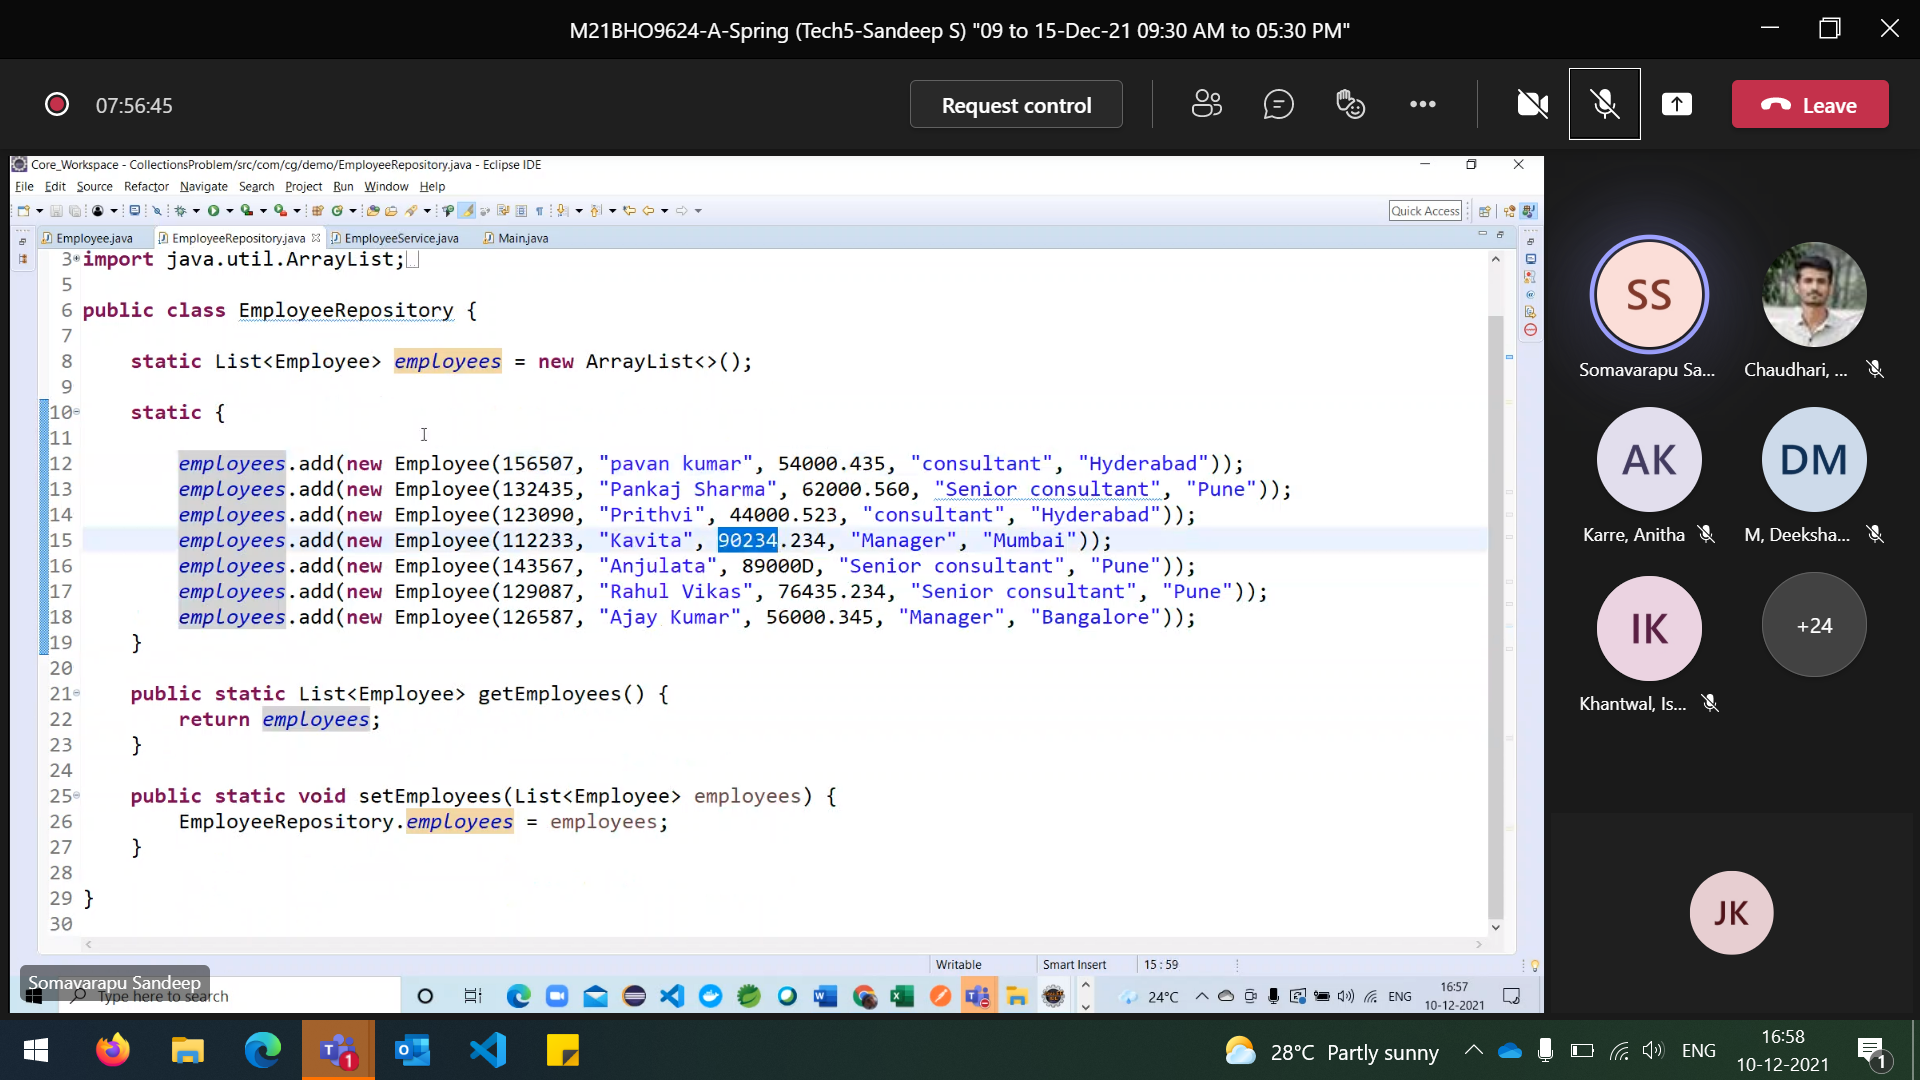 M21BHO9624-A-Spring (Tech5-Sandeep S) "09 to 15-Dec-21 09:30 AM to 05:30 PM"
07:56:45
Request control
Leave
Core_Workspace - CollectionsProblem/src/com/cg/demo/EmployeeRepository.java - Eclipse IDE
File Edit Source Refactor Navigate Search Project Run Window Help
Quick Access
Employee.java EmployeeRepository.java EmployeeService.java Main.java
3 import java.util.ArrayList;
5
6 public class EmployeeRepository {
7
8 static List<Employee> employees = new ArrayList<>();
9
10 static {
11
12 employees.add(new Employee(156507, "pavan kumar", 54000.435, "consultant", "Hyderabad"));
13 employees.add(new Employee(132435, "Pankaj Sharma", 62000.560, "Senior consultant", "Pune"));
14 employees.add(new Employee(123090, "Prithvi", 44000.523, "consultant", "Hyderabad"));
15 employees.add(new Employee(112233, "Kavita", 90234.234, "Manager", "Mumbai"));
16 employees.add(new Employee(143567, "Anjulata", 89000D, "Senior consultant", "Pune"));
17 employees.add(new Employee(129087, "Rahul Vikas", 76435.234, "Senior consultant", "Pune"));
18 employees.add(new Employee(126587, "Ajay Kumar", 56000.345, "Manager", "Bangalore"));
19 }
20
21 public static List<Employee> getEmployees() {
22 return employees;
23 }
24
25 public static void setEmployees(List<Employee> employees) {
26 EmployeeRepository.employees = employees;
27 }
28
29 }
30
Writable Smart Insert 15 : 59
Somavarapu Sandeep
Type here to search
24°C ENG
16:57
10-12-2021
SS
Somavarapu Sa...
Chaudhari, ...
AK
Karre, Anitha
DM
M, Deeksha...
IK
Khantwal, Is...
+24
JK
1
28°C Partly sunny
ENG
16:58
10-12-2021
1